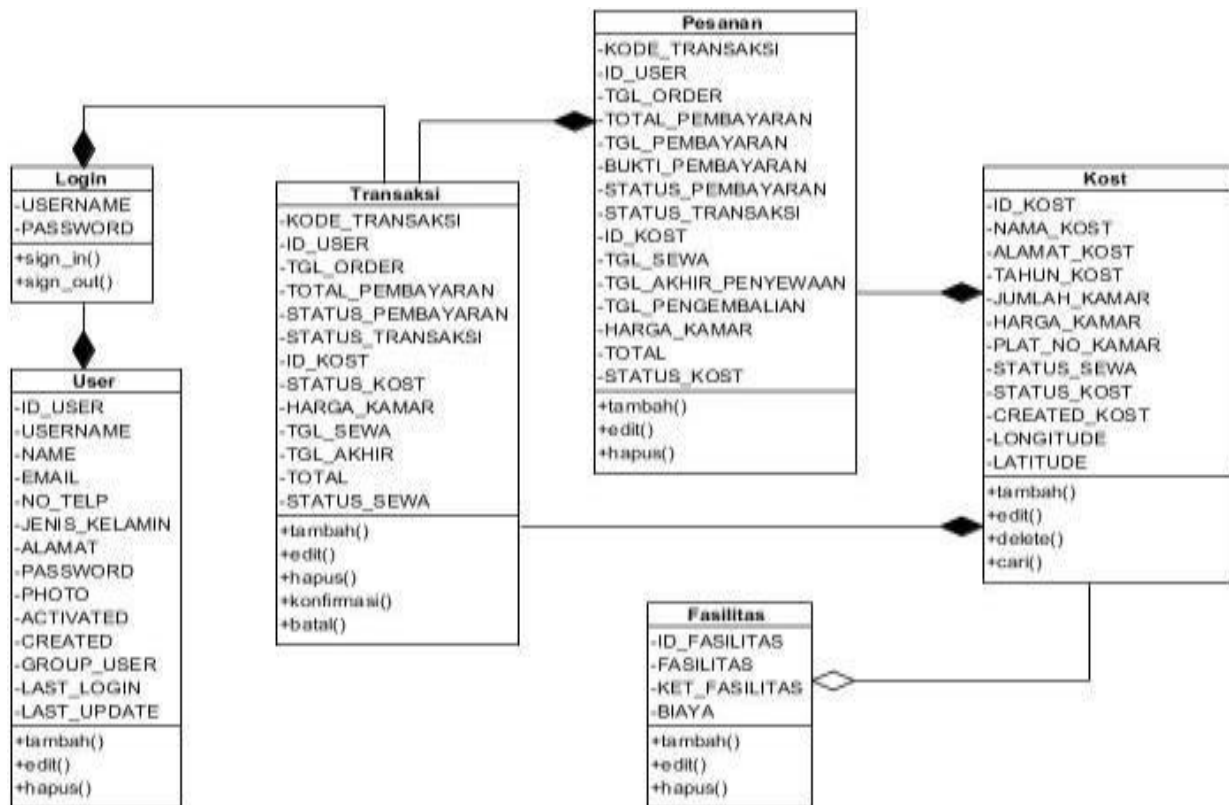 Pesanan
-KODE_TRANSAKSI
-ID_USER
-TGL_ORDER
-TOTAL_PEMBAYARAN
-TGL_PEMBAYARAN
-BUKTI_PEMBAYARAN
-STATUS_PEMBAYARAN
-STATUS_TRANSAKSI
-ID_KOST
-TGL_SEWA
-TGL_AKHIR_PENYEWAAN
-TGL_PENGEMBALIAN
-HARGA_KAMAR
-TOTAL
-STATUS_KOST
+tambah()
+edit()
+hapus()
Login
-USERNAME
-PASSWORD
+sign_in()
+sign_out()
Transaksi
-KODE_TRANSAKSI
-ID_USER
-TGL_ORDER
-TOTAL_PEMBAYARAN
-STATUS_PEMBAYARAN
-STATUS_TRANSAKSI
-ID_KOST
-STATUS_KOST
-HARGA_KAMAR
-TGL_SEWA
-TGL_AKHIR
-TOTAL
-STATUS_SEWA
+tambah()
+edit()
+hapus()
+konfirmasi()
+batal()
Kost
-ID_KOST
-NAMA_KOST
-ALAMAT_KOST
-TAHUN_KOST
-JUMLAH_KAMAR
-HARGA_KAMAR
-PLAT_NO_KAMAR
-STATUS_SEWA
-STATUS_KOST
-CREATED_KOST
-LONGITUDE
-LATITUDE
+tambah()
+edit()
+delete()
+cari()
User
-ID_USER
-USERNAME
-NAME
-EMAIL
-NO_TELP
-JENIS_KELAMIN
-ALAMAT
-PASSWORD
-PHOTO
-ACTIVATED
-CREATED
-GROUP_USER
-LAST_LOGIN
-LAST_UPDATE
+tambah()
+edit()
+hapus()
Fasilitas
-ID_FASILITAS
-FASILITAS
-KET_FASILITAS
-BIAYA
+tambah()
+edit()
+hapus()